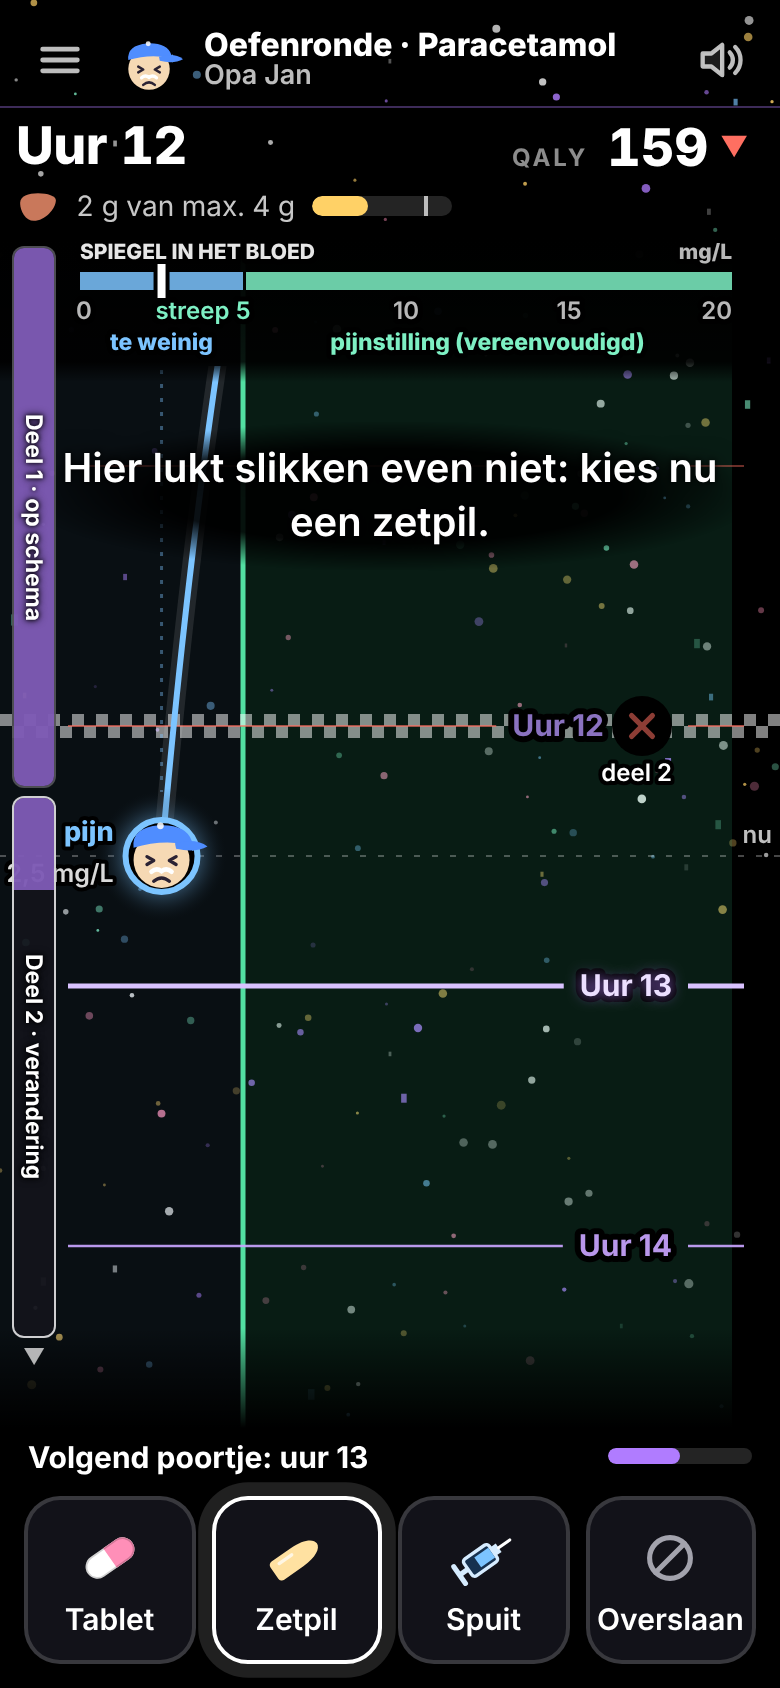 Oefenronde · Paracetamol
Opa Jan
Uur 12
QALY 159
2 g van max. 4 g
SPIEGEL IN HET BLOED mg/L
0 streep 5 10 15 20
te weinig pijnstilling (vereenvoudigd)
Deel 1 · op schema
Hier lukt slikken even niet: kies nu
een zetpil.
Uur 12
deel 2
pijn
nu
2,5 mg/L
Deel 2 · verandering
Uur 13
Uur 14
Volgend poortje: uur 13
Tablet
Zetpil
Spuit
Overslaan